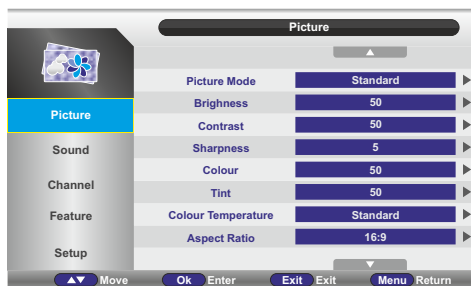 Picture
Picture Mode Standard
Brighness 50
Picture
Contrast 50
Sound
Sharpness 5
Colour 50
Channel
Tint 50
Feature
Colour Temperature Standard
Aspect Ratio 16:9
Setup
▲▼ Move Ok Enter Exit Exit Menu Return